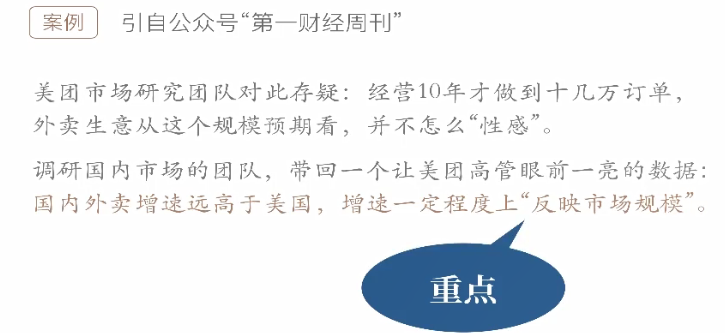 案例 引自公众号“第一财经周刊”
美团市场研究团队对此存�：经营10年才做到十几万订单，
外卖生意从这个规模预期看，并不怎么“性感”。
调研国内市场的团队，带回一个让美团高管眼前一亮的数据：
国内外卖增速远高于美国，增速一定程度上“反映市场规模”。
重点